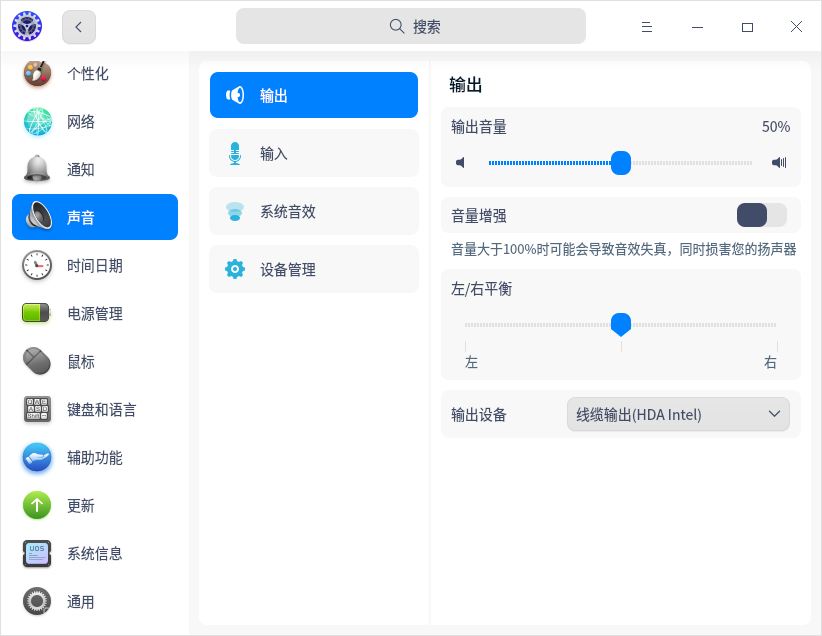 搜索
个性化
网络
通知
声音
时间日期
电源管理
鼠标
键盘和语言
辅助功能
更新
UOS
系统信息
通用
输出
输入
系统音效
设备管理
输出
输出音量
50%
音量增强
音量大于100%时可能会导致音效失真，同时损害您的扬声器
左/右平衡
左
右
输出设备
线缆输出(HDA Intel)